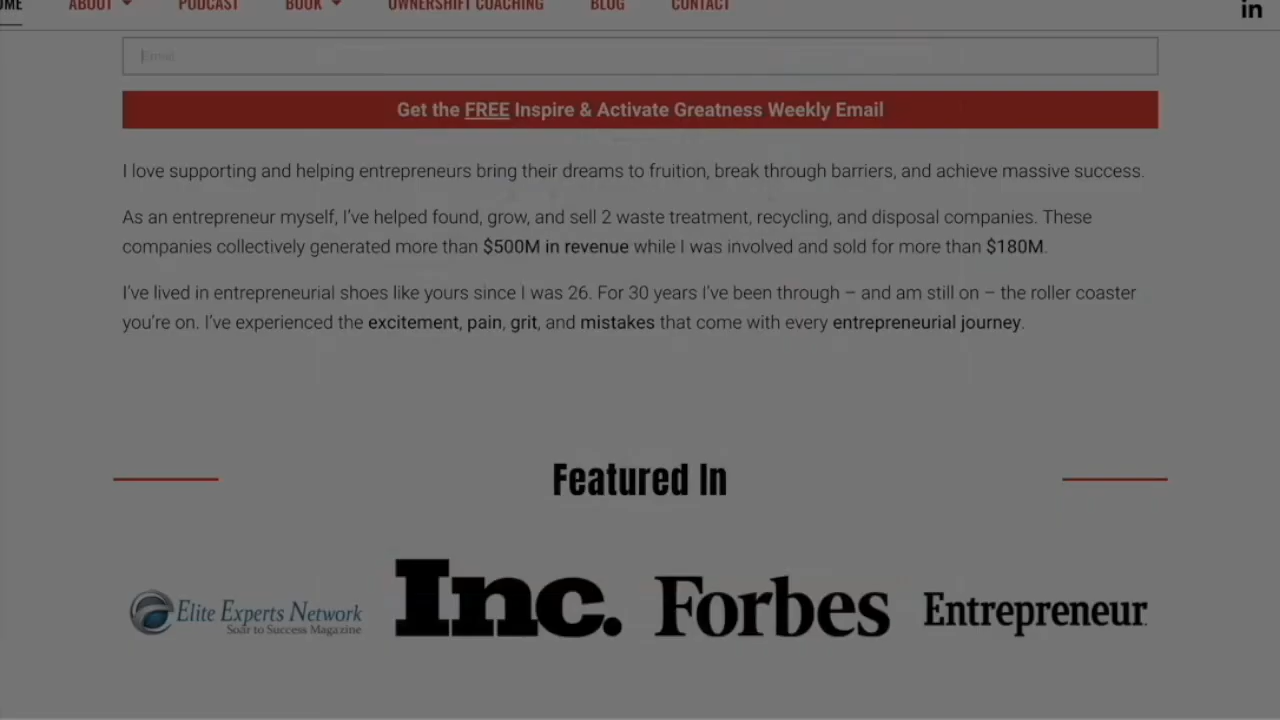 OME ABOUT PODCAST BOOK OWNERSHIFT COACHING BLOG CONTACT in
Email
Get the FREE Inspire & Activate Greatness Weekly Email
I love supporting and helping entrepreneurs bring their dreams to fruition, break through barriers, and achieve massive success.
As an entrepreneur myself, I've helped found, grow, and sell 2 waste treatment, recycling, and disposal companies. These
companies collectively generated more than $500M in revenue while I was involved and sold for more than $180M.
I've lived in entrepreneurial shoes like yours since I was 26. For 30 years I've been through – and am still on – the roller coaster
you're on. I've experienced the excitement, pain, grit, and mistakes that come with every entrepreneurial journey.
Featured In
Elite Experts Network
Soar to Success Magazine
Inc.
Forbes
Entrepreneur